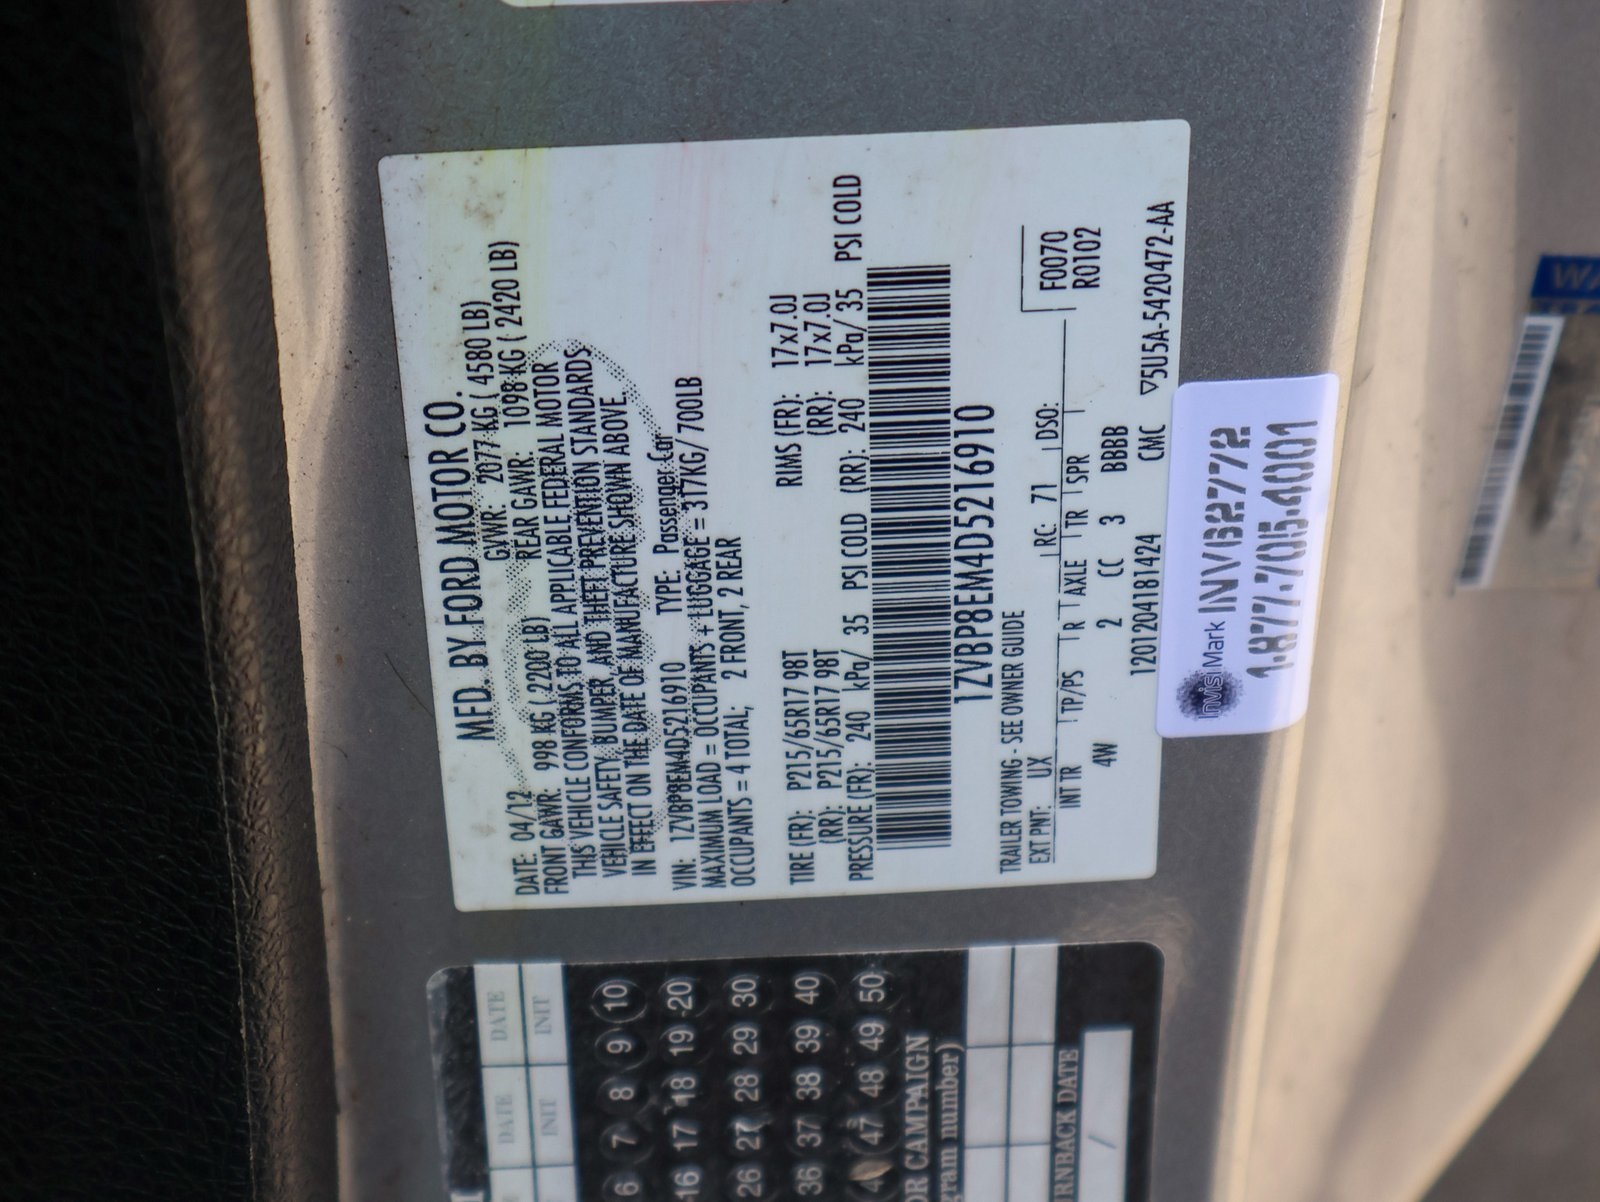 MFD. BY FORD MOTOR CO.
DATE: 04/12 GVWR: 2077 KG ( 4580 LB)
FRONT GAWR: 998 KG ( 2200 LB) REAR GAWR: 1098 KG ( 2420 LB)
THIS VEHICLE CONFORMS TO ALL APPLICABLE FEDERAL MOTOR
VEHICLE SAFETY, BUMPER, AND THEFT PREVENTION STANDARDS
IN EFFECT ON THE DATE OF MANUFACTURE SHOWN ABOVE.
VIN: 1ZVBP8EM4D5216910 TYPE: Passenger Car
MAXIMUM LOAD = OCCUPANTS + LUGGAGE = 317KG/ 700LB
OCCUPANTS = 4 TOTAL; 2 FRONT, 2 REAR
TIRE (FR): P215/65R17 98T RIMS (FR): 17x7.0J
(RR): P215/65R17 98T (RR): 17x7.0J
PRESSURE (FR): 240 kPa/ 35 PSI COLD (RR): 240 kPa/ 35 PSI COLD
1ZVBP8EM4D5216910
TRAILER TOWING - SEE OWNER GUIDE
EXT PNT: UX RC: 71 DSO: F0070
INT TR TP/PS R AXLE TR SPR R0102
4W 2 CC 3 BBBB
1201204181424 CMC ▽5U5A-5420472-AA
InvisiMark INV62772
1-877-705-4001
DATE DATE
INIT INIT
6 7 8 9 10
16 17 18 19 20
26 27 28 29 30
36 37 38 39 40
47 48 49 50
OR CAMPAIGN
gram number)
RNBACK DATE
/
WA